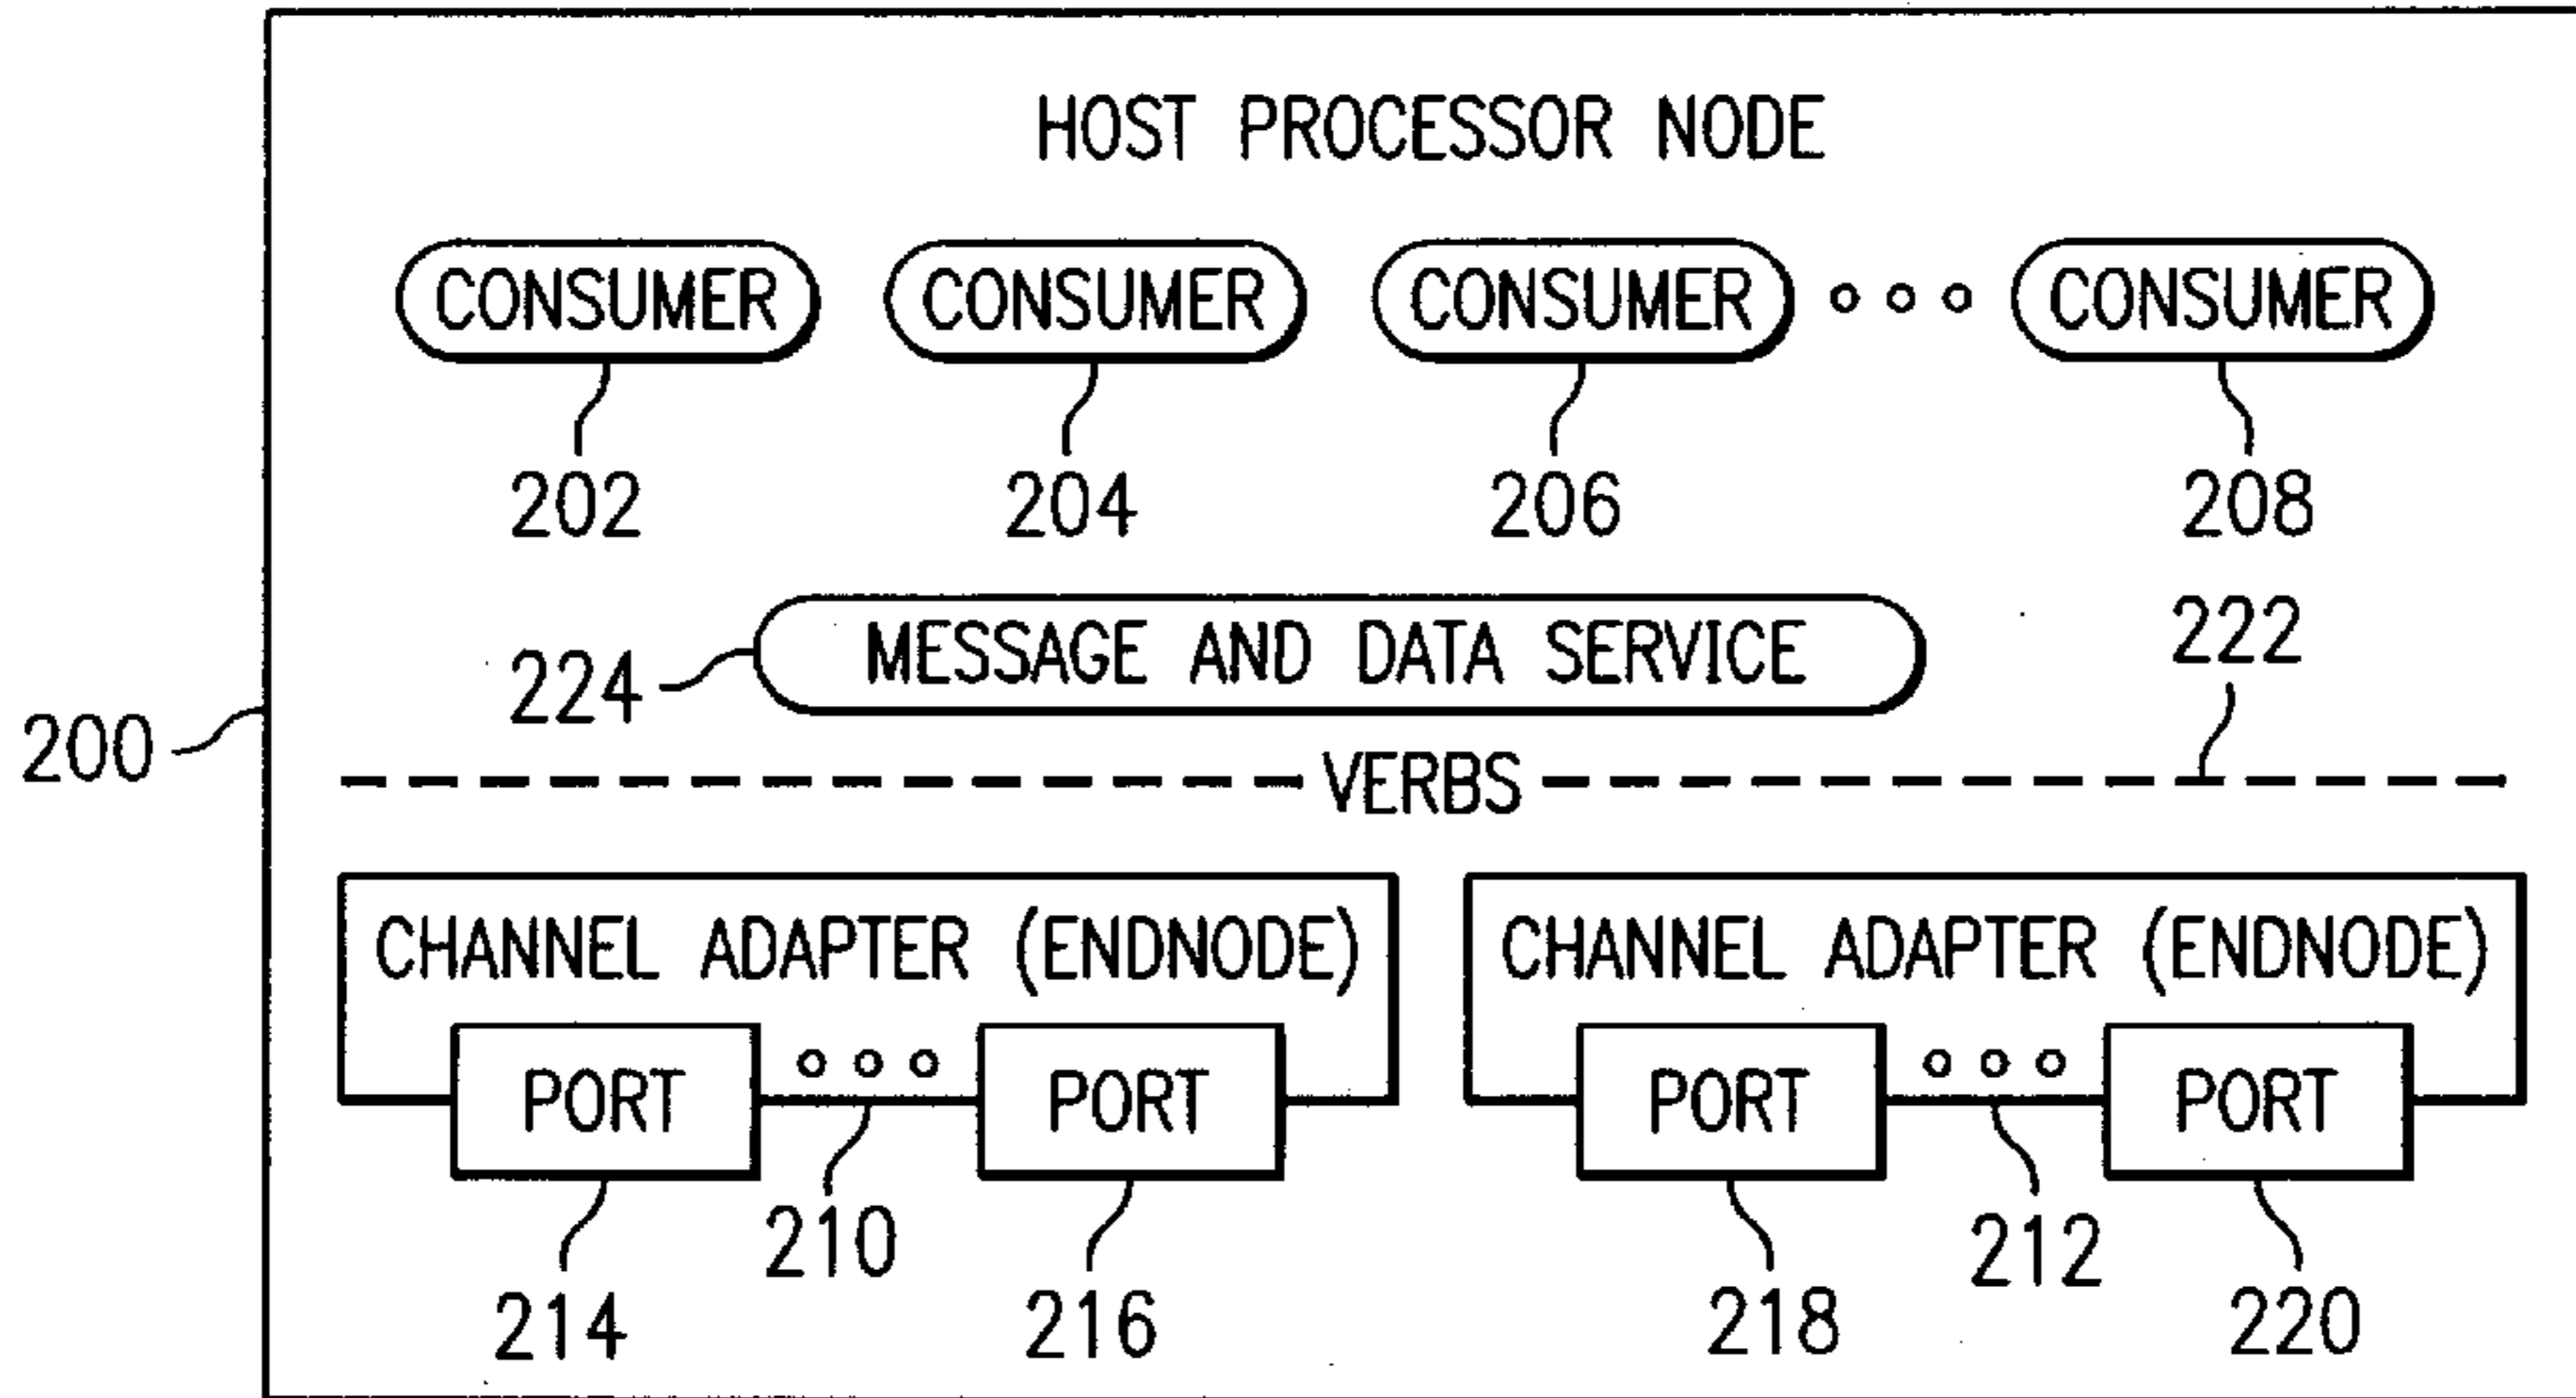 HOST PROCESSOR NODE
CONSUMER CONSUMER CONSUMER CONSUMER
202 204 206 208
MESSAGE AND DATA SERVICE
224
222
200
VERBS
CHANNEL ADAPTER (ENDNODE) CHANNEL ADAPTER (ENDNODE)
PORT PORT PORT PORT
210 212
214 216 218 220